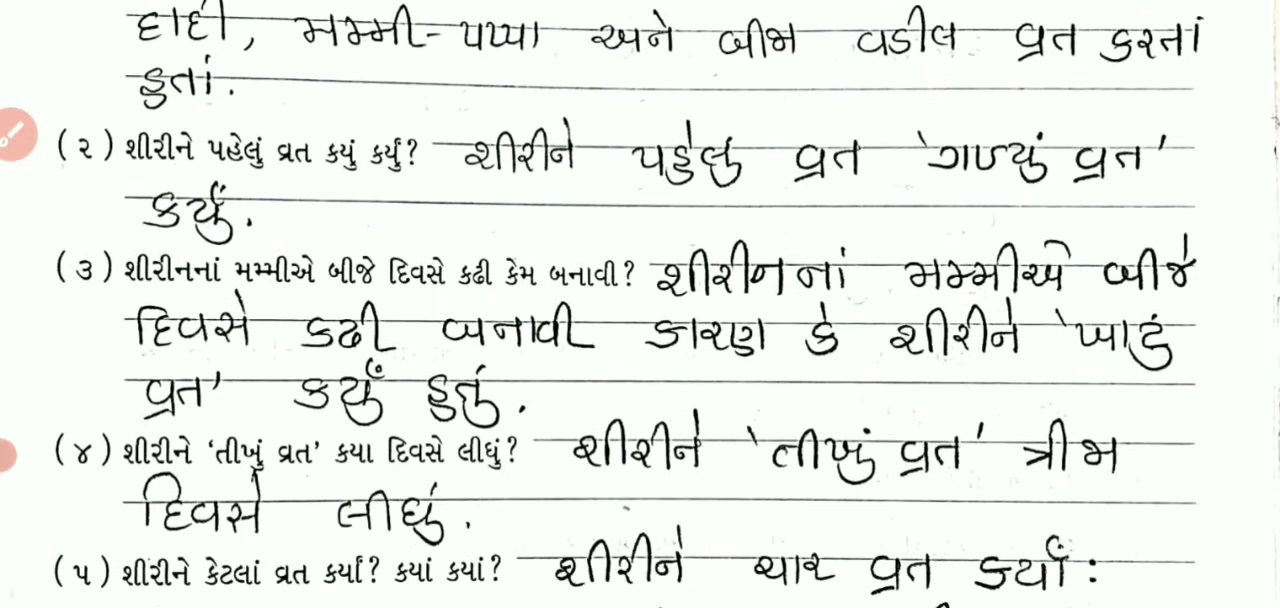 દાદી, મમ્મી-પપ્પા અને બીજા વડીલ વ્રત કરતાં
હતાં.
(૨) શીરીને પહેલું વ્રત કયું કર્યું? શીરીને પહેલું વ્રત 'ગળ્યું વ્રત'
કર્યું.
(૩) શીરીનનાં મમ્મીએ બીજે દિવસે કઢી કેમ બનાવી? શીરીનનાં મમ્મીએ બીજે
દિવસે કઢી બનાવી કારણ કે શીરીને 'ખાટું
વ્રત' કર્યું હતું.
(૪) શીરીને 'તીખું વ્રત' કયા દિવસે લીધું? શીરીને 'તીખું વ્રત' ત્રીજા
દિવસે લીધું.
(૫) શીરીને કેટલાં વ્રત કર્યાં? કયાં કયાં? શીરીને ચાર વ્રત કર્યાં: